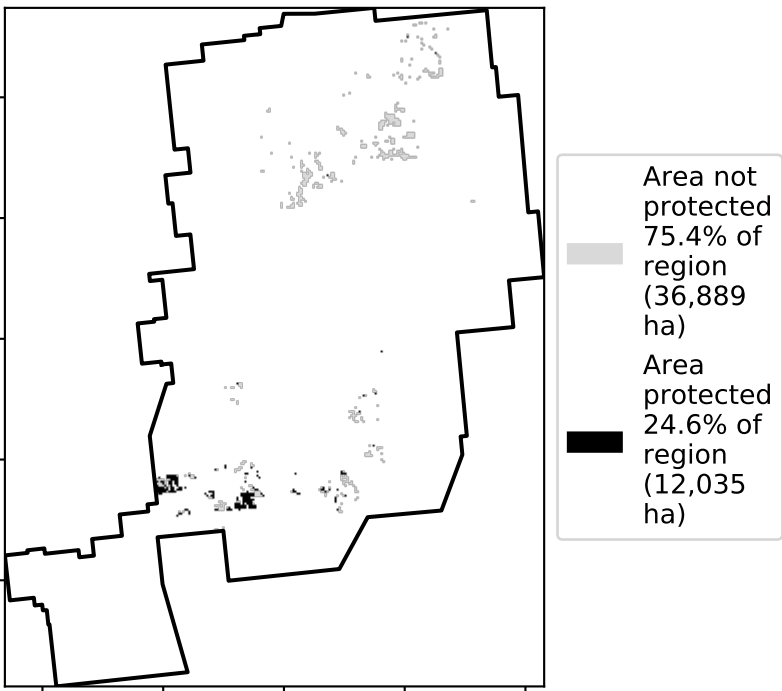 Area not
protected
75.4% of
region
(36,889
ha)
Area
protected
24.6% of
region
(12,035
ha)